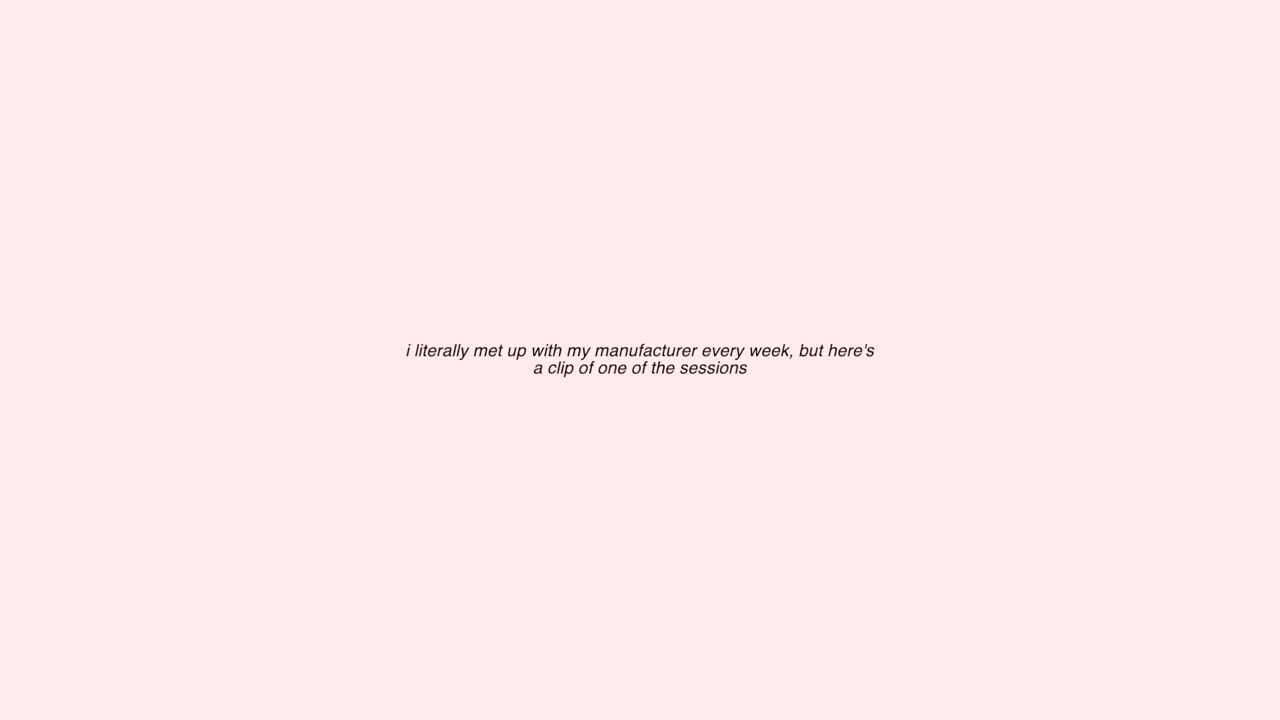 i literally met up with my manufacturer every week, but here's
a clip of one of the sessions